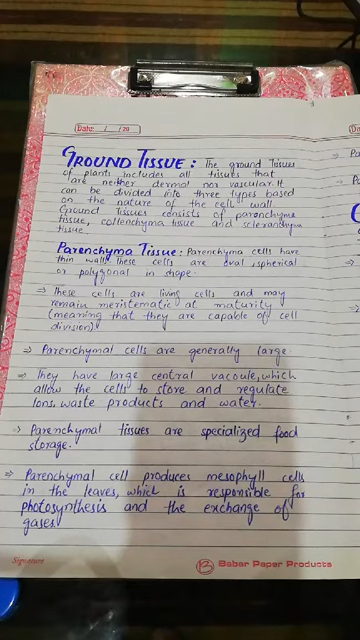 Date: / /20
GROUND TISSUE: The ground tissues
of plants includes all tissues that
are neither dermal nor vascular. It
can be divided into three types based
on the nature of the cell wall
Ground Tissues consists of parenchyma
tissue, collenchyma tissue and sclerenchyma
tissue.
Parenchyma Tissue: Parenchyma cells have
thin walls. These cells are oval, spherical
or polygonal in shape.
→ These cells are living cells and may
remains meristematic at maturity
(meaning that they are capable of cell
division)
→ Parenchymal cells are generally large
→ They have large central vacoule, which
allow the cells to store and regulate
Ions, waste products and water.
→ Parenchymal tissues are specialized food
storage.
→ Parenchymal cell produces mesophyll cells
in the leaves, which is responsible for
photosynthesis and the exchange of
gases.
Signature
Babar Paper Products
Da